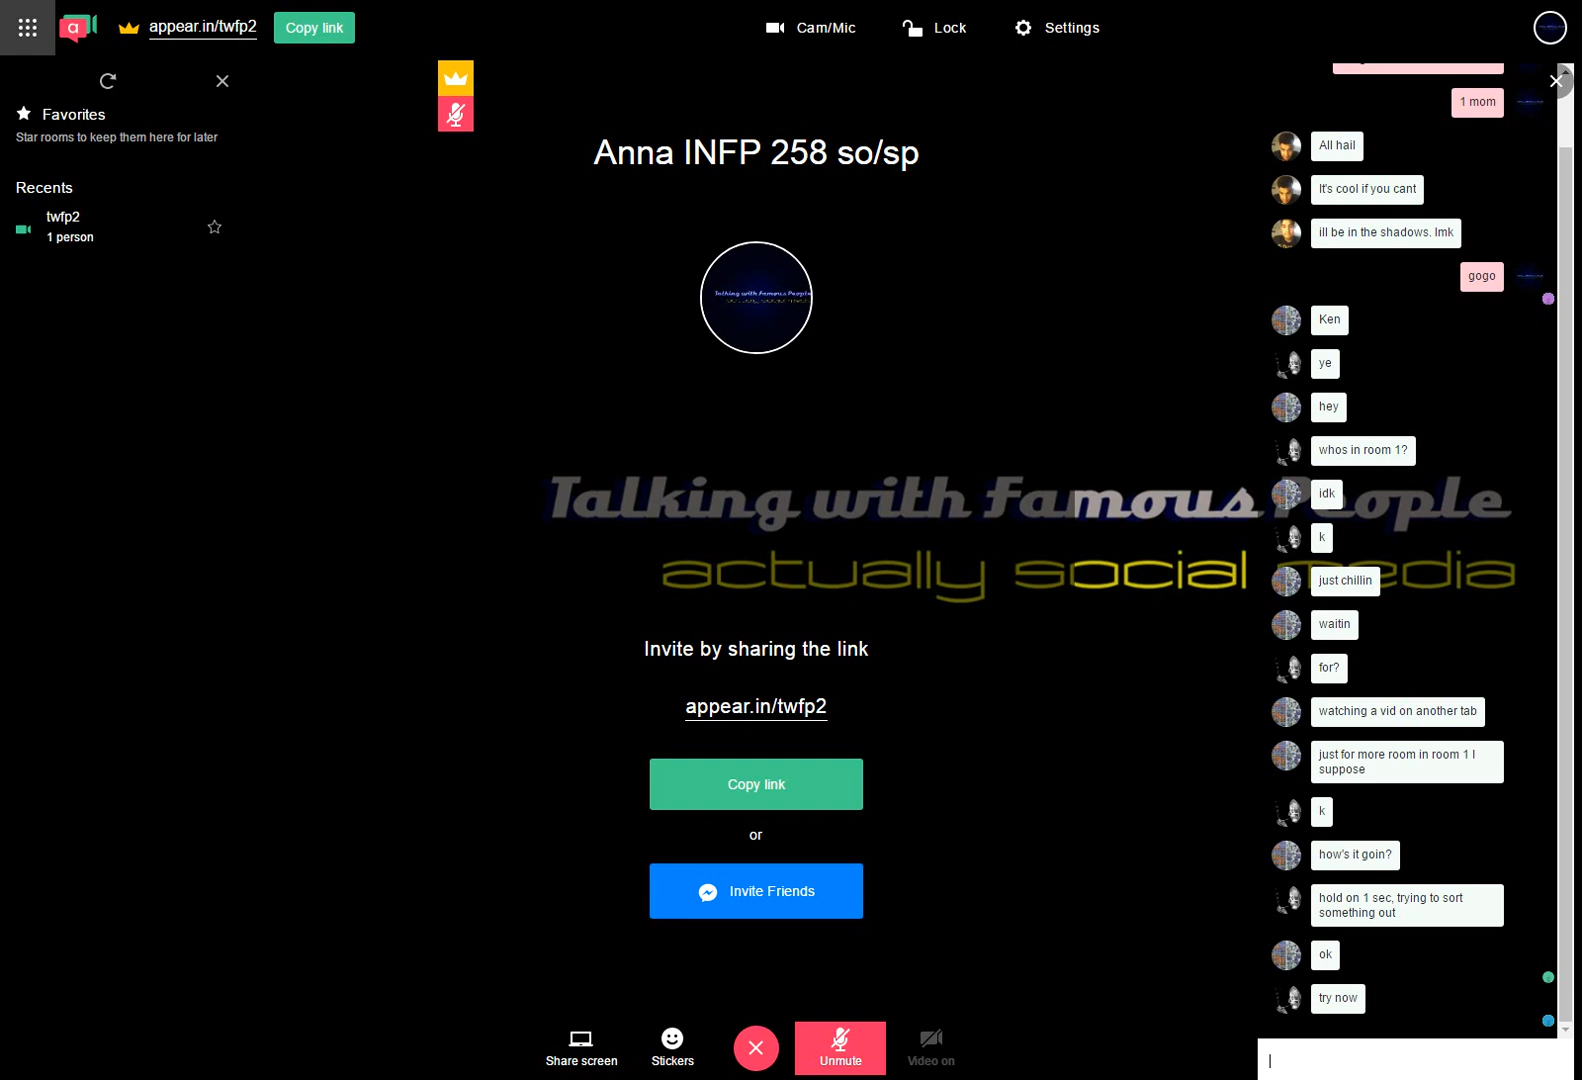 appear.in/twfp2
Copy link
Cam/Mic
Lock
Settings
Favorites
Star rooms to keep them here for later
Recents
twfp2
1 person
Anna INFP 258 so/sp
Talking with Famous People
Talking with Famous People
actually social media
Invite by sharing the link
appear.in/twfp2
Copy link
or
Invite Friends
Share screen
Stickers
Unmute
Video on
1 mom
All hail
It's cool if you cant
ill be in the shadows. lmk
gogo
Ken
ye
hey
whos in room 1?
idk
k
just chillin
waitin
for?
watching a vid on another tab
just for more room in room 1 I
suppose
k
how's it goin?
hold on 1 sec, trying to sort
something out
ok
try now